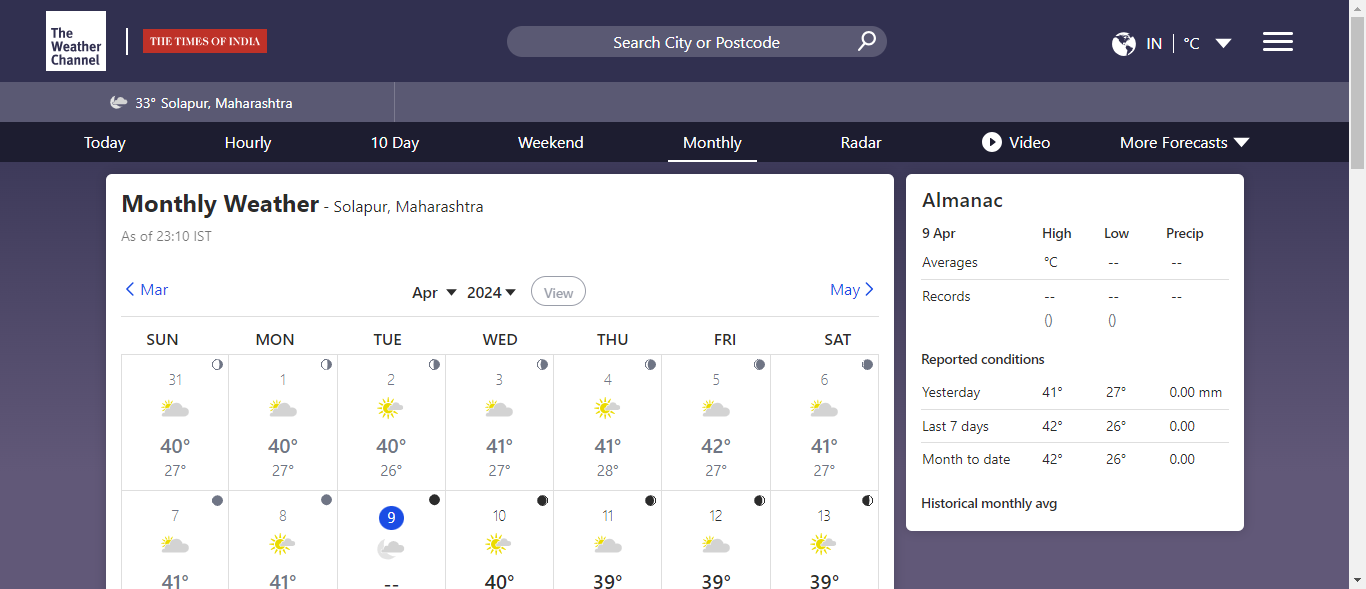 The
Weather
Channel
THE TIMES OF INDIA
Search City or Postcode
IN
°C
33° Solapur, Maharashtra
Today
Hourly
10 Day
Weekend
Monthly
Radar
Video
More Forecasts
Monthly Weather - Solapur, Maharashtra
As of 23:10 IST
Mar
Apr
2024
View
May
SUN MON TUE WED THU FRI SAT
31 1 2 3 4 5 6
40° 40° 40° 41° 41° 42° 41°
27° 27° 26° 27° 28° 27° 27°
7 8 9 10 11 12 13
41° 41° -- 40° 39° 39° 39°
Almanac
9 Apr High Low Precip
Averages °C -- --
Records -- -- --
() ()
Reported conditions
Yesterday 41° 27° 0.00 mm
Last 7 days 42° 26° 0.00
Month to date 42° 26° 0.00
Historical monthly avg